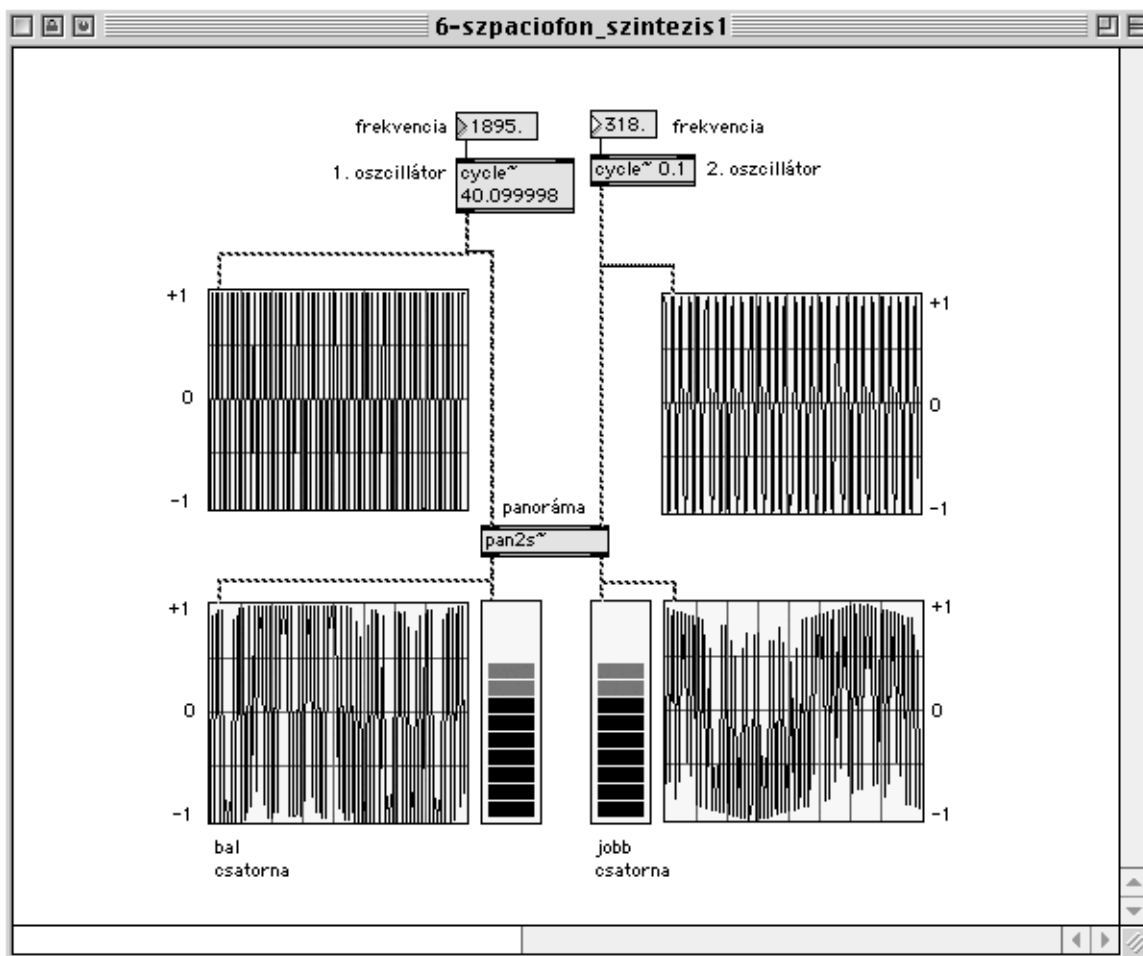 6-szpaciofon_szintezis1
frekvencia
1895.
318.
frekvencia
1. oszcillátor
cycle~
40.099998
cycle~ 0.1
2. oszcillátor
+1
+1
0
0
-1
-1
panoráma
pan2s~
+1
+1
0
0
-1
-1
bal
csatorna
jobb
csatorna